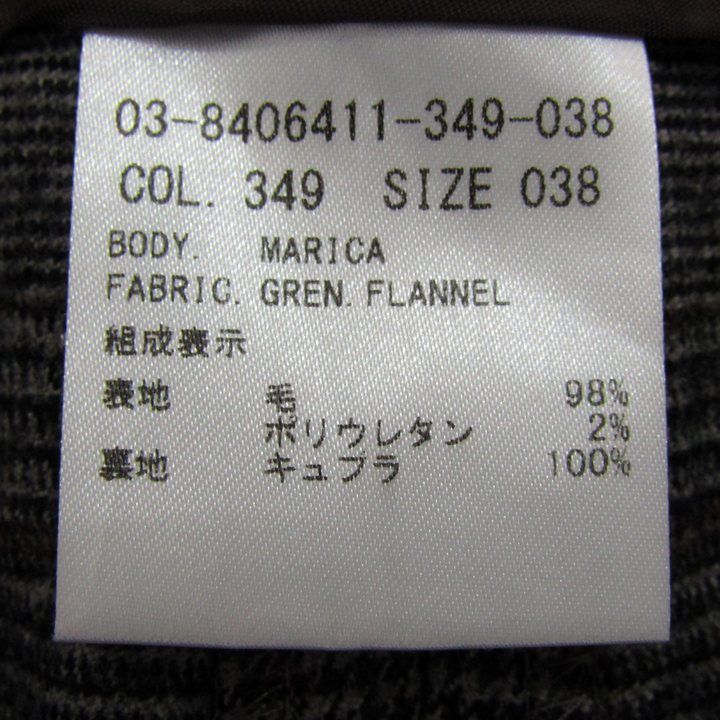 03-8406411-349-038
COL. 349 SIZE 038
BODY. MARICA
FABRIC. GREN. FLANNEL
組成表示
表地 毛 98%
ポリウレタン 2%
裏地 キュプラ 100%